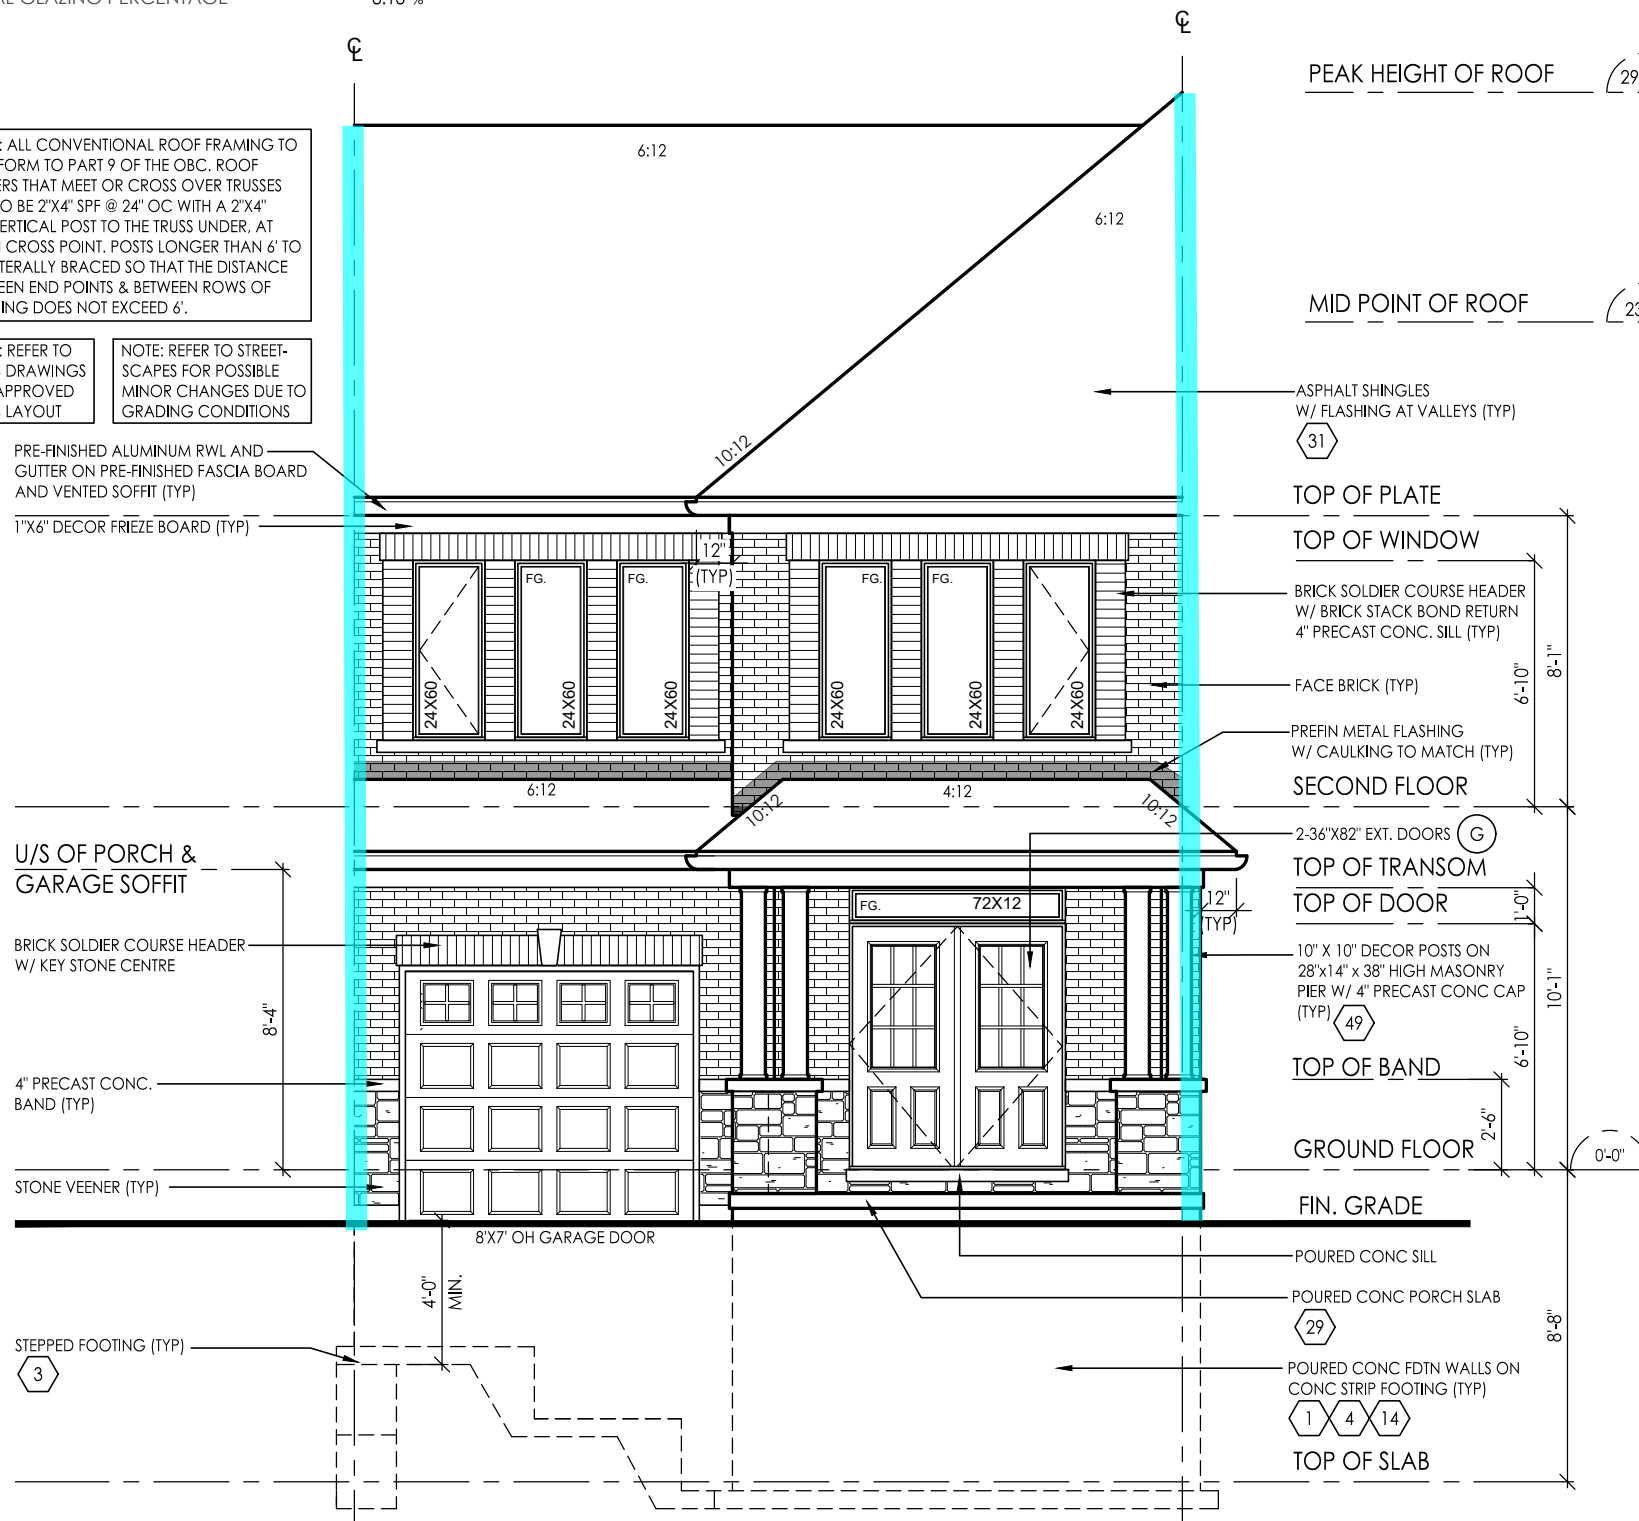 AL GLAZING PERCENTAGE
℄
℄
PEAK HEIGHT OF ROOF
29
: ALL CONVENTIONAL ROOF FRAMING TO
FORM TO PART 9 OF THE OBC. ROOF
ERS THAT MEET OR CROSS OVER TRUSSES
O BE 2"X4" SPF @ 24" OC WITH A 2"X4"
ERTICAL POST TO THE TRUSS UNDER, AT
H CROSS POINT. POSTS LONGER THAN 6' TO
TERALLY BRACED SO THAT THE DISTANCE
EEN END POINTS & BETWEEN ROWS OF
ING DOES NOT EXCEED 6'.
6:12
6:12
MID POINT OF ROOF
23
: REFER TO
DRAWINGS
APPROVED
LAYOUT
NOTE: REFER TO STREET-
SCAPES FOR POSSIBLE
MINOR CHANGES DUE TO
GRADING CONDITIONS
ASPHALT SHINGLES
W/ FLASHING AT VALLEYS (TYP)
31
10:12
PRE-FINISHED ALUMINUM RWL AND
GUTTER ON PRE-FINISHED FASCIA BOARD
AND VENTED SOFFIT (TYP)
1"X6" DECOR FRIEZE BOARD (TYP)
TOP OF PLATE
TOP OF WINDOW
12"
(TYP)
FG.
FG.
FG.
FG.
24X60
24X60
24X60
24X60
24X60
24X60
BRICK SOLDIER COURSE HEADER
W/ BRICK STACK BOND RETURN
4" PRECAST CONC. SILL (TYP)
FACE BRICK (TYP)
6'-10"
8'-1"
PREFIN METAL FLASHING
W/ CAULKING TO MATCH (TYP)
SECOND FLOOR
6:12
10:12
4:12
10:12
2-36"X82" EXT. DOORS
G
U/S OF PORCH &
GARAGE SOFFIT
TOP OF TRANSOM
TOP OF DOOR
1'-0"
FG.
72X12
12"
(TYP)
BRICK SOLDIER COURSE HEADER
W/ KEY STONE CENTRE
10" X 10" DECOR POSTS ON
28"x14" x 38" HIGH MASONRY
PIER W/ 4" PRECAST CONC CAP
(TYP)
49
8'-4"
10'-1"
6'-10"
4" PRECAST CONC.
BAND (TYP)
TOP OF BAND
2'-6"
GROUND FLOOR
0'-0"
STONE VEENER (TYP)
FIN. GRADE
8'X7' OH GARAGE DOOR
4'-0"
MIN.
POURED CONC SILL
POURED CONC PORCH SLAB
29
8'-8"
STEPPED FOOTING (TYP)
3
POURED CONC FDTN WALLS ON
CONC STRIP FOOTING (TYP)
1
4
14
TOP OF SLAB